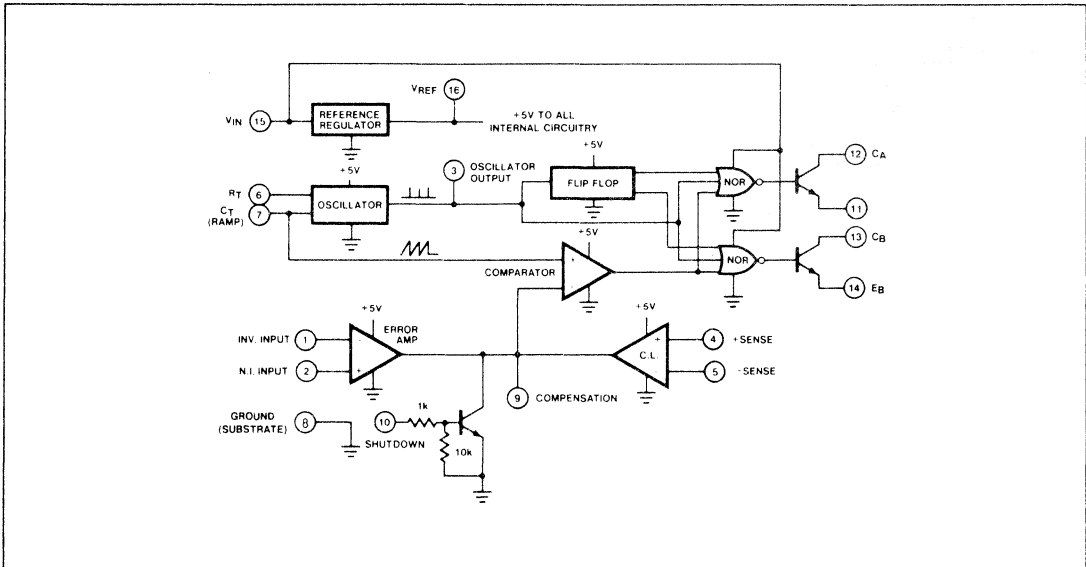 VREF
16
VIN
15
REFERENCE
REGULATOR
+5V TO ALL
INTERNAL CIRCUITRY
+5V
3
OSCILLATOR
OUTPUT
+5V
FLIP FLOP
NOR
12
CA
11
RT
6
CT
7
(RAMP)
OSCILLATOR
+5V
COMPARATOR
+
-
NOR
13
CB
14
EB
+5V
ERROR
AMP
INV. INPUT
1
-
N.I. INPUT
2
+
+5V
C.L.
+
-
4
+SENSE
5
-SENSE
9
COMPENSATION
GROUND
(SUBSTRATE)
8
10
1k
SHUTDOWN
10k